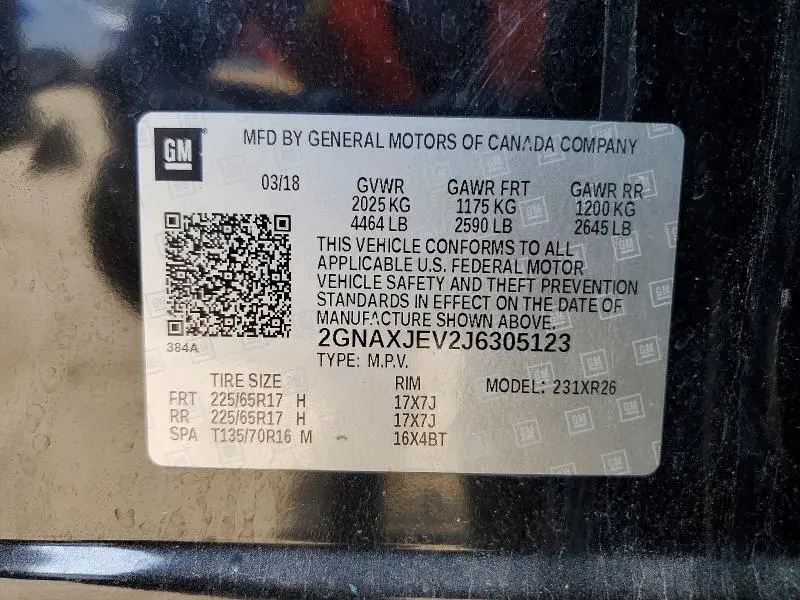 GM
MFD BY GENERAL MOTORS OF CANADA COMPANY
03/18 GVWR GAWR FRT GAWR RR
2025 KG 1175 KG 1200 KG
4464 LB 2590 LB 2645 LB
THIS VEHICLE CONFORMS TO ALL
APPLICABLE U.S. FEDERAL MOTOR
VEHICLE SAFETY AND THEFT PREVENTION
STANDARDS IN EFFECT ON THE DATE OF
MANUFACTURE SHOWN ABOVE.
384A
2GNAXJEV2J6305123
TYPE: M.P.V.
TIRE SIZE RIM MODEL: 231XR26
FRT 225/65R17 H 17X7J
RR 225/65R17 H 17X7J
SPA T135/70R16 M 16X4BT